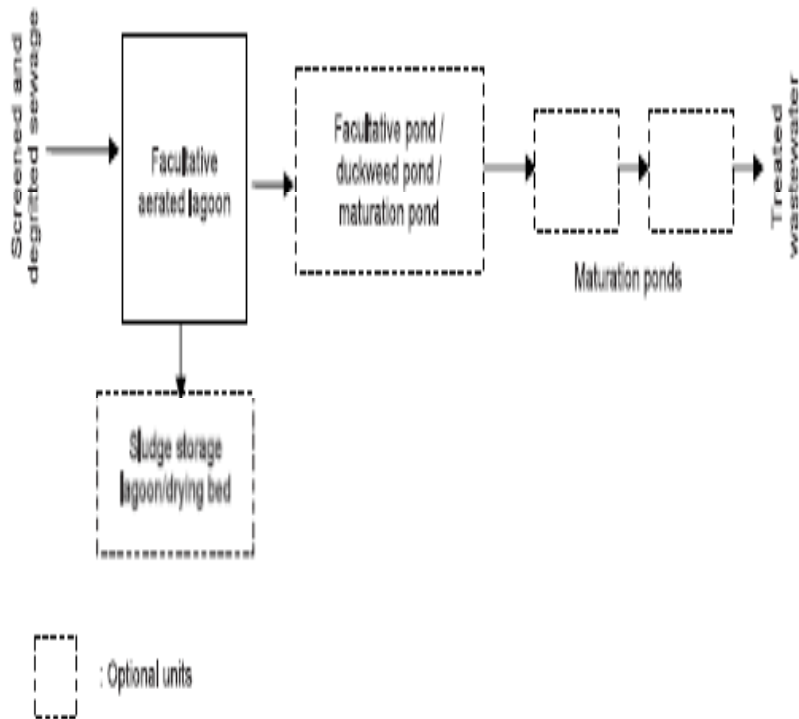 Screened and
degritted sewage
Facultative
aerated lagoon
Facultative pond /
duckweed pond /
maturation pond
Maturation ponds
Treated
wastewater
Sludge storage
lagoon/drying bed
: Optional units